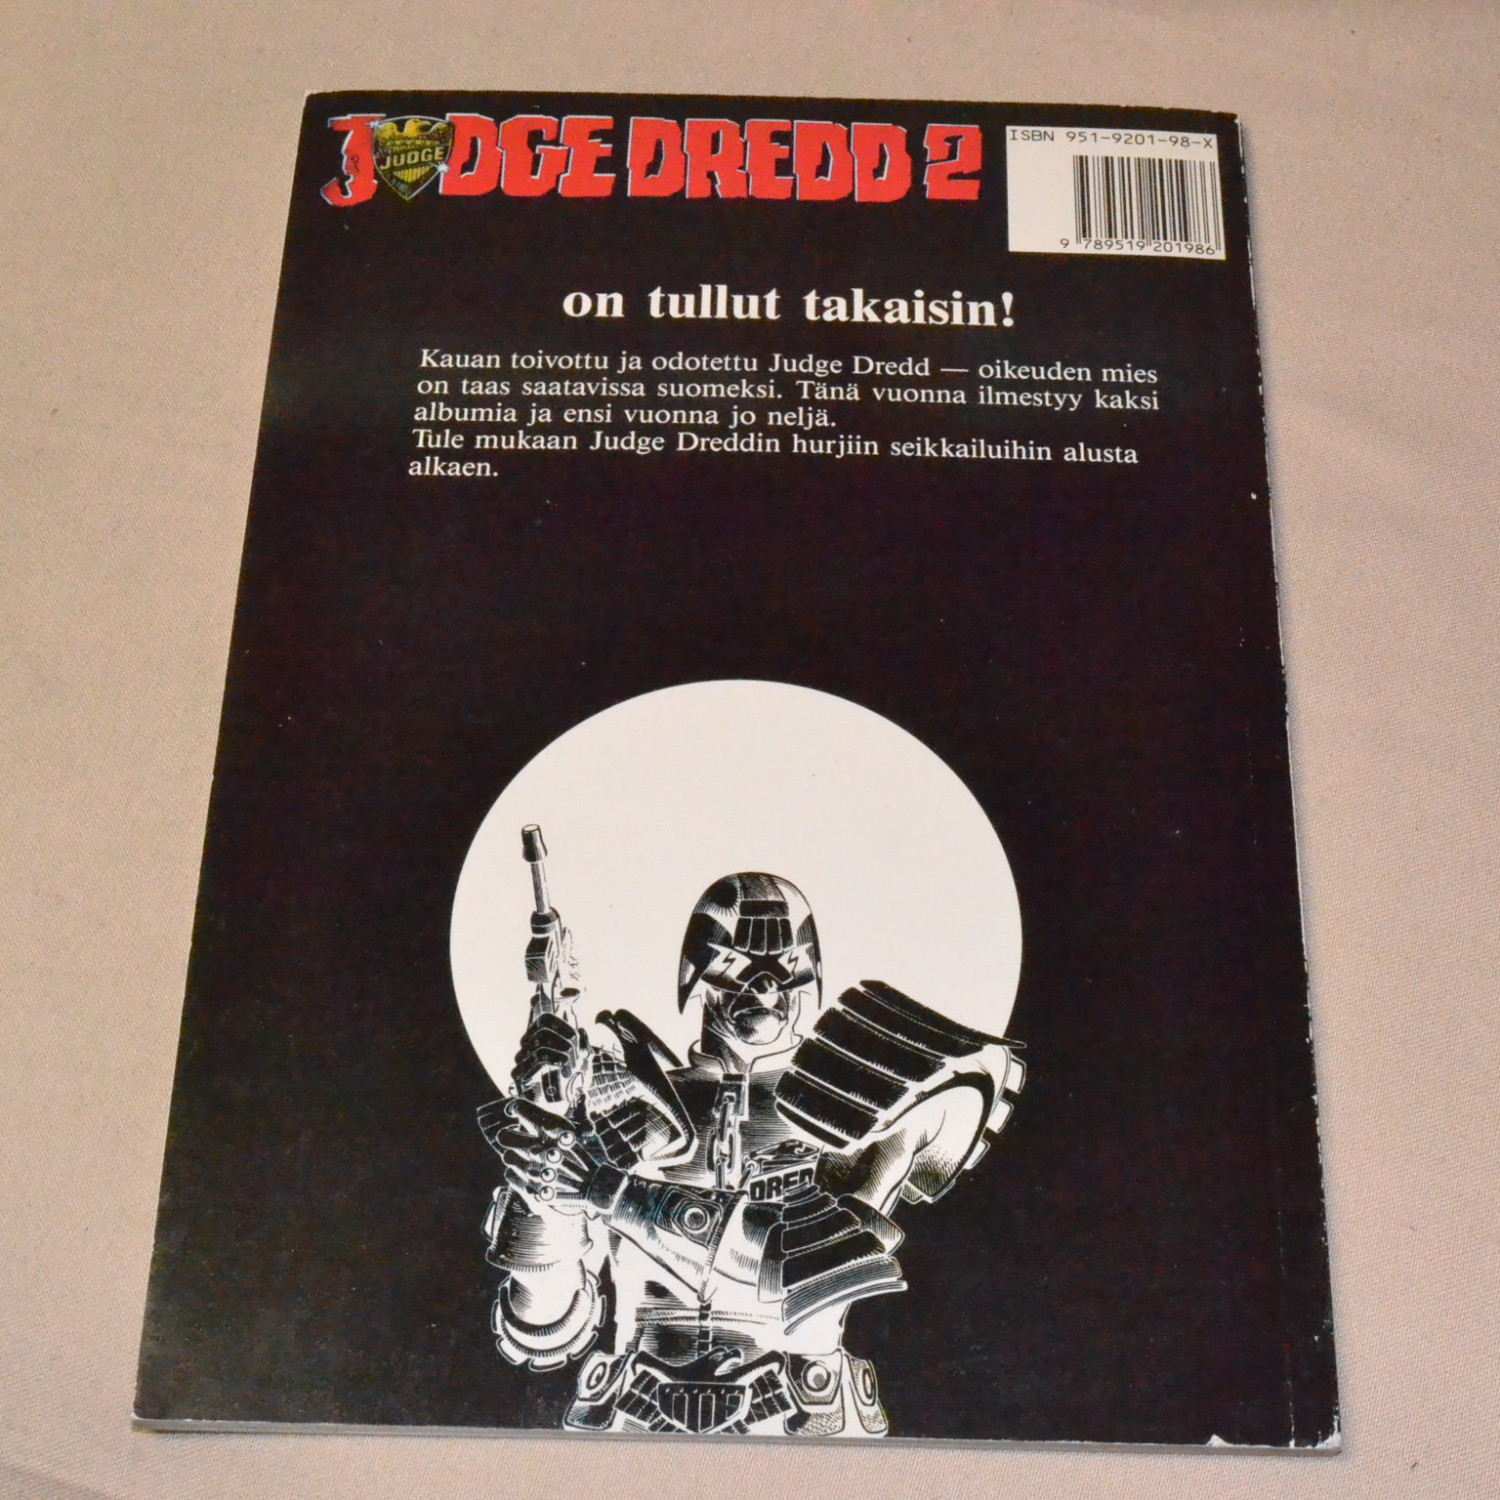 JUDGE DREDD 2
JUDGE
ISBN 951-9201-98-X
9 789519 201986
on tullut takaisin!
Kauan toivottu ja odotettu Judge Dredd — oikeuden mies
on taas saatavissa suomeksi. Tänä vuonna ilmestyy kaksi
albumia ja ensi vuonna jo neljä.
Tule mukaan Judge Dreddin hurjiin seikkailuihin alusta
alkaen.
DRED